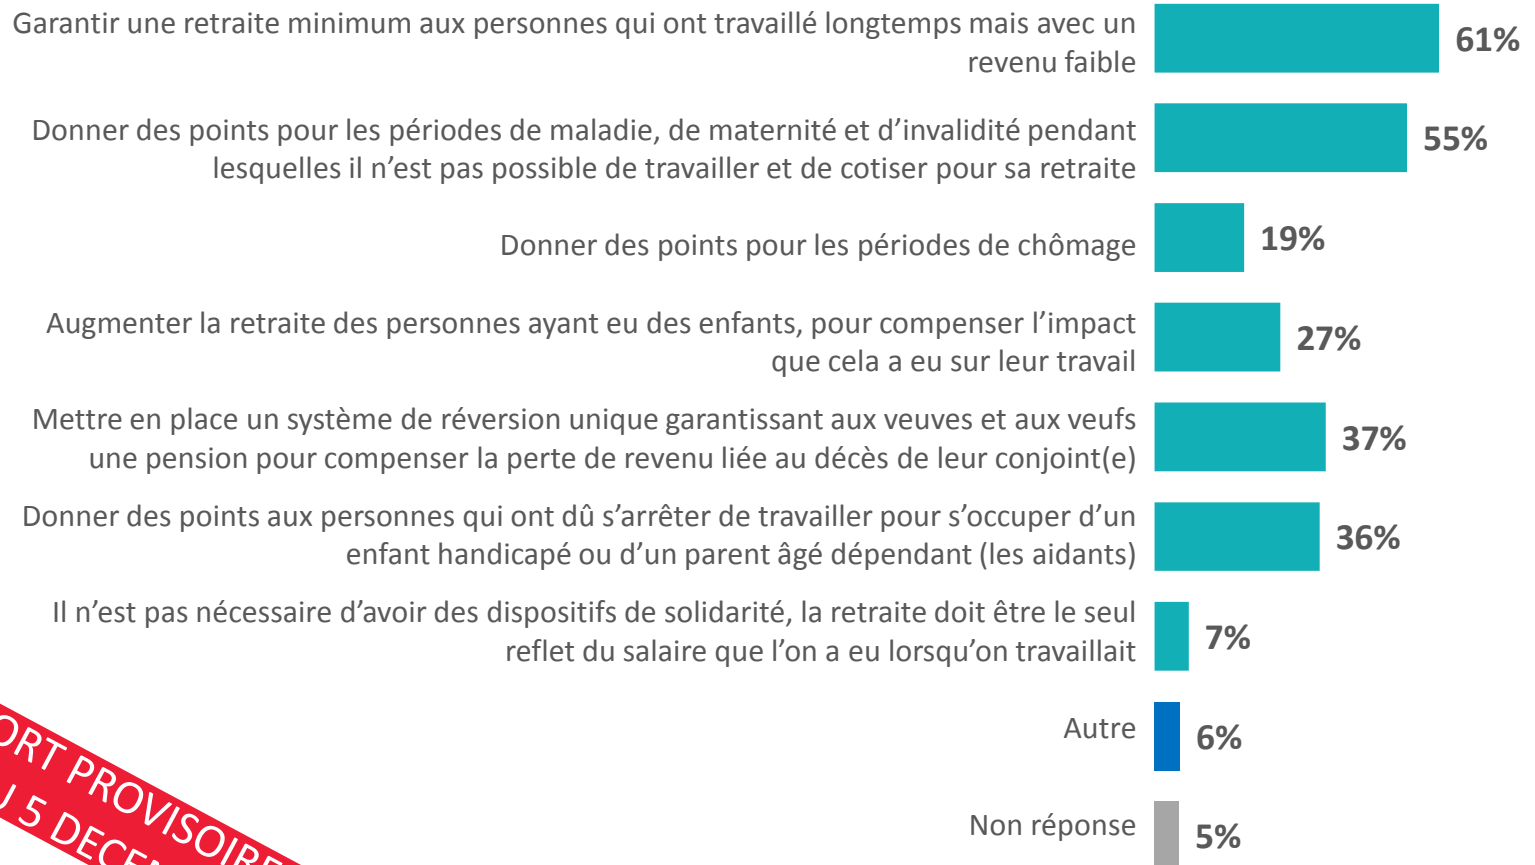 Garantir une retraite minimum aux personnes qui ont travaillé longtemps mais avec un
revenu faible
61%
Donner des points pour les périodes de maladie, de maternité et d’invalidité pendant
lesquelles il n’est pas possible de travailler et de cotiser pour sa retraite
55%
Donner des points pour les périodes de chômage
19%
Augmenter la retraite des personnes ayant eu des enfants, pour compenser l’impact
que cela a eu sur leur travail
27%
Mettre en place un système de réversion unique garantissant aux veuves et aux veufs
une pension pour compenser la perte de revenu liée au décès de leur conjoint(e)
37%
Donner des points aux personnes qui ont dû s’arrêter de travailler pour s’occuper d’un
enfant handicapé ou d’un parent âgé dépendant (les aidants)
36%
Il n’est pas nécessaire d’avoir des dispositifs de solidarité, la retraite doit être le seul
reflet du salaire que l’on a eu lorsqu’on travaillait
7%
Autre
6%
Non réponse
5%
PROVISOIRE
5